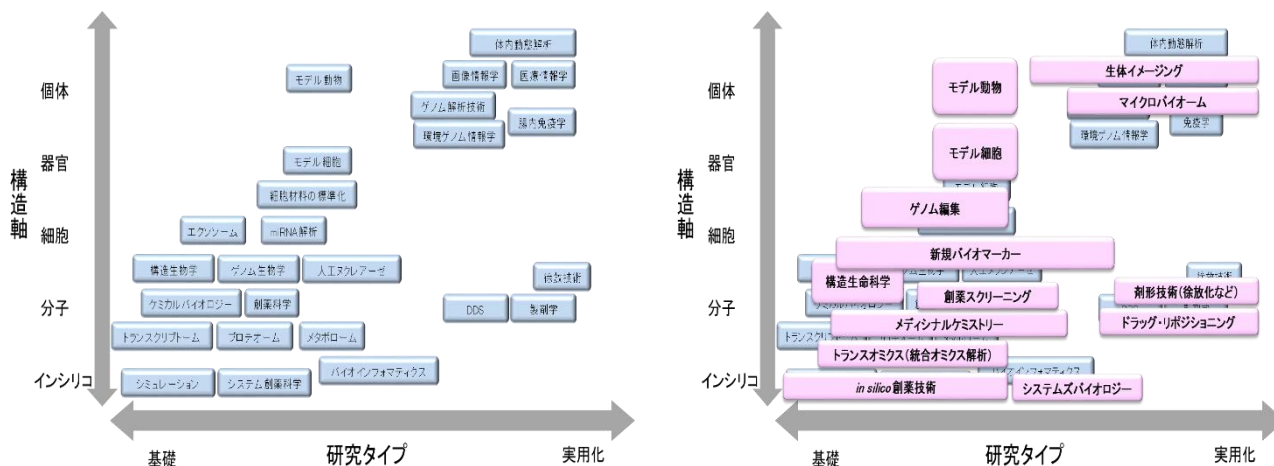 構造軸
個体
器官
細胞
分子
インシリコ
体内動態解析
モデル動物
画像情報学
医療情報学
ゲノム解析技術
腸内免疫学
環境ゲノム情報学
モデル細胞
細胞材料の標準化
エクソソーム
miRNA解析
構造生物学
ゲノム生物学
人工ヌクレアーゼ
徐放技術
ケミカルバイオロジー
創薬科学
DDS
製剤学
トランスクリプトーム
プロテオーム
メタボローム
バイオインフォマティクス
シミュレーション
システム創薬科学
基礎
研究タイプ
実用化
構造軸
個体
器官
細胞
分子
インシリコ
体内動態解析
モデル動物
生体イメージング
マイクロバイオーム
環境ゲノム情報学
免疫学
モデル細胞
ゲノム編集
新規バイオマーカー
構造生命科学
創薬スクリーニング
剤形技術(徐放化など)
メディシナルケミストリー
ドラッグ・リポジショニング
トランスオミクス(統合オミクス解析)
in silico 創薬技術
システムズバイオロジー
基礎
研究タイプ
実用化